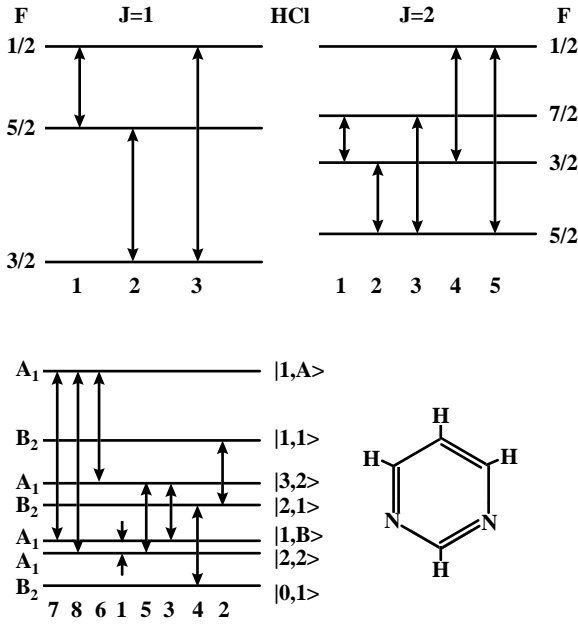 F J=1 HCl J=2 F
1/2 1/2
5/2 7/2
3/2
3/2 5/2
1 2 3 1 2 3 4 5
A1 |1,A>
B2 |1,1>
A1 |3,2>
B2 |2,1>
A1 |1,B>
A1 |2,2>
B2 |0,1>
7 8 6 1 5 3 4 2
H
H H
N N
H